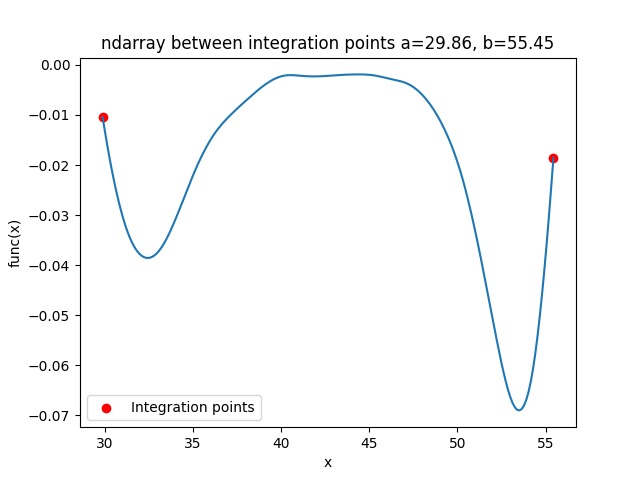 ndarray between integration points a=29.86, b=55.45
0.00
−0.01
−0.02
−0.03
−0.04
−0.05
−0.06
−0.07
func(x)
Integration points
30 35 40 45 50 55
x